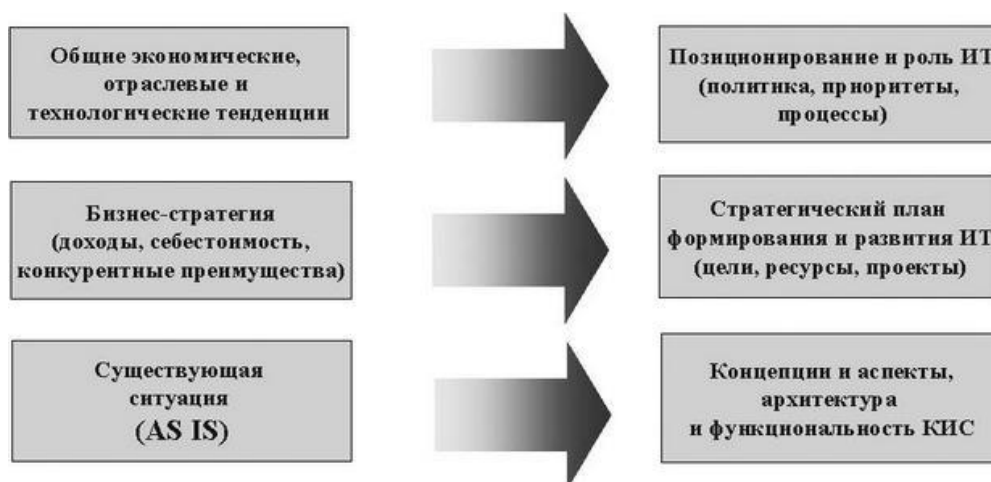 Общие экономические,
отраслевые и
технологические тенденции
Позиционирование и роль ИТ
(политика, приоритеты,
процессы)
Бизнес-стратегия
(доходы, себестоимость,
конкурентные преимущества)
Стратегический план
формирования и развития ИТ
(цели, ресурсы, проекты)
Существующая
ситуация
(AS IS)
Концепции и аспекты,
архитектура
и функциональность КИС